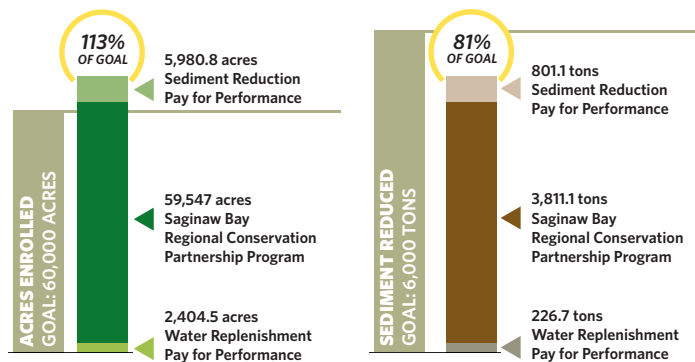 113%
OF GOAL
5,980.8 acres
Sediment Reduction
Pay for Performance
59,547 acres
Saginaw Bay
Regional Conservation
Partnership Program
2,404.5 acres
Water Replenishment
Pay for Performance
ACRES ENROLLED
GOAL: 60,000 ACRES
81%
OF GOAL
801.1 tons
Sediment Reduction
Pay for Performance
3,811.1 tons
Saginaw Bay
Regional Conservation
Partnership Program
226.7 tons
Water Replenishment
Pay for Performance
SEDIMENT REDUCED
GOAL: 6,000 TONS